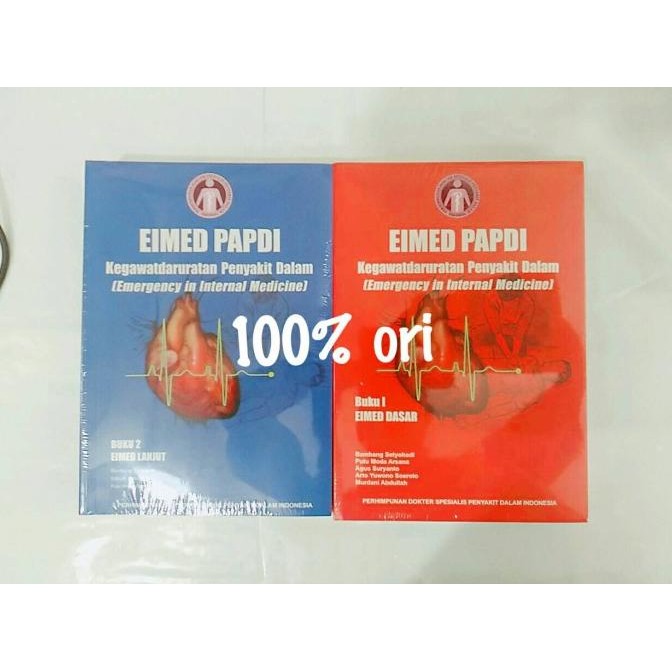 EIMED PAPDI
Kegawatdaruratan Penyakit Dalam
(Emergency in Internal Medicine)
BUKU 2
EIMED LANJUT
DALAM INDONESIA
EIMED PAPDI
Kegawatdaruratan Penyakit Dalam
(Emergency in Internal Medicine)
Buku I
EIMED DASAR
Bambang Setyohadi
Putu Moda Arsana
Agus Suryanto
Arto Yuwono Soeroto
Murdani Abdullah
PERHIMPUNAN DOKTER SPESIALIS PENYAKIT DALAM INDONESIA
100% ori